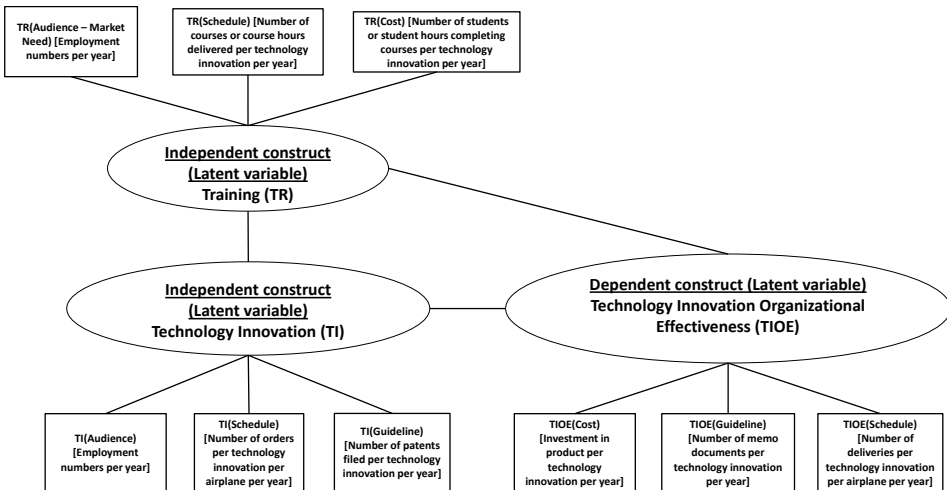 TR(Audience – Market
Need) [Employment
numbers per year]
TR(Schedule) [Number of
courses or course hours
delivered per technology
innovation per year]
TR(Cost) [Number of students
or student hours completing
courses per technology
innovation per year]
Independent construct
(Latent variable)
Training (TR)
Independent construct
(Latent variable)
Technology Innovation (TI)
Dependent construct (Latent variable)
Technology Innovation Organizational
Effectiveness (TIOE)
TI(Audience)
[Employment
numbers per year]
TI(Schedule)
[Number of orders
per technology
innovation per
airplane per year]
TI(Guideline)
[Number of patents
filed per technology
innovation per year]
TIOE(Cost)
[Investment in
product per
technology
innovation per year]
TIOE(Guideline)
[Number of memo
documents per
technology innovation
per year]
TIOE(Schedule)
[Number of
deliveries per
technology innovation
per airplane per year]